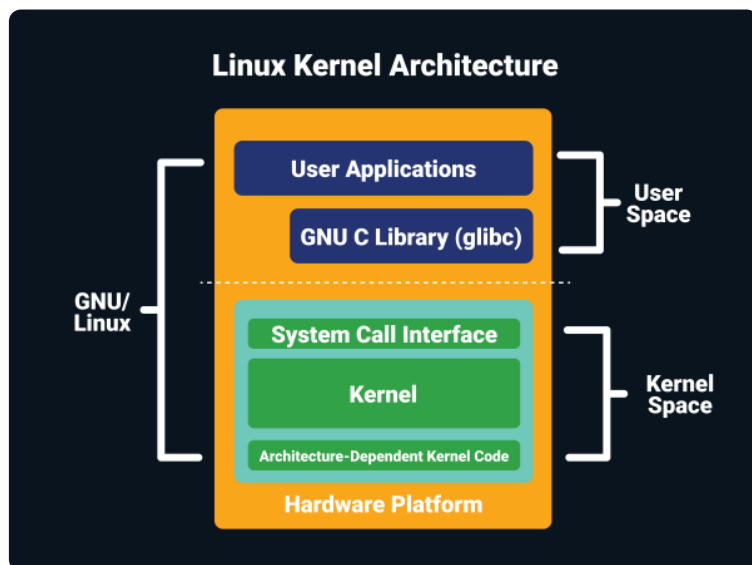 Linux Kernel Architecture
User Applications
GNU C Library (glibc)
User
Space
GNU/
Linux
System Call Interface
Kernel
Architecture-Dependent Kernel Code
Kernel
Space
Hardware Platform